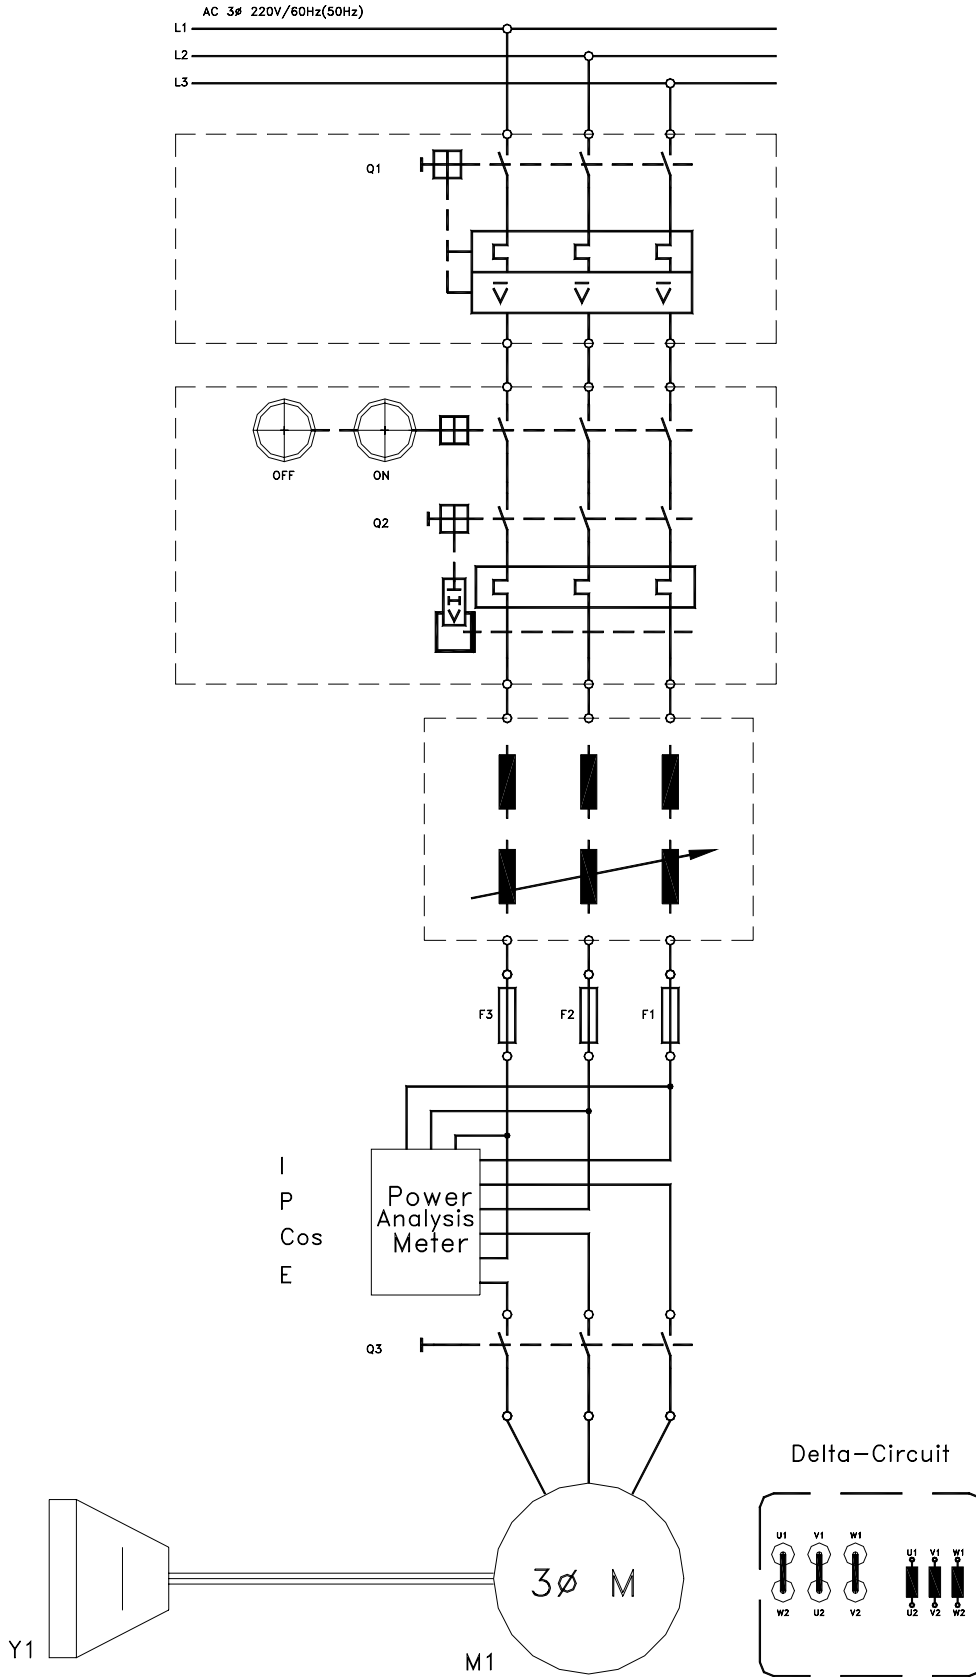 AC 3ø 220V/60Hz(50Hz)
L1
L2
L3
Q1
OFF
ON
Q2
F3
F2
F1
I
P
Cos
E
Power
Analysis
Meter
Q3
Delta-Circuit
U1 V1 W1
U1 V1 W1
W2 U2 V2
U2 V2 W2
3ø M
Y1
M1